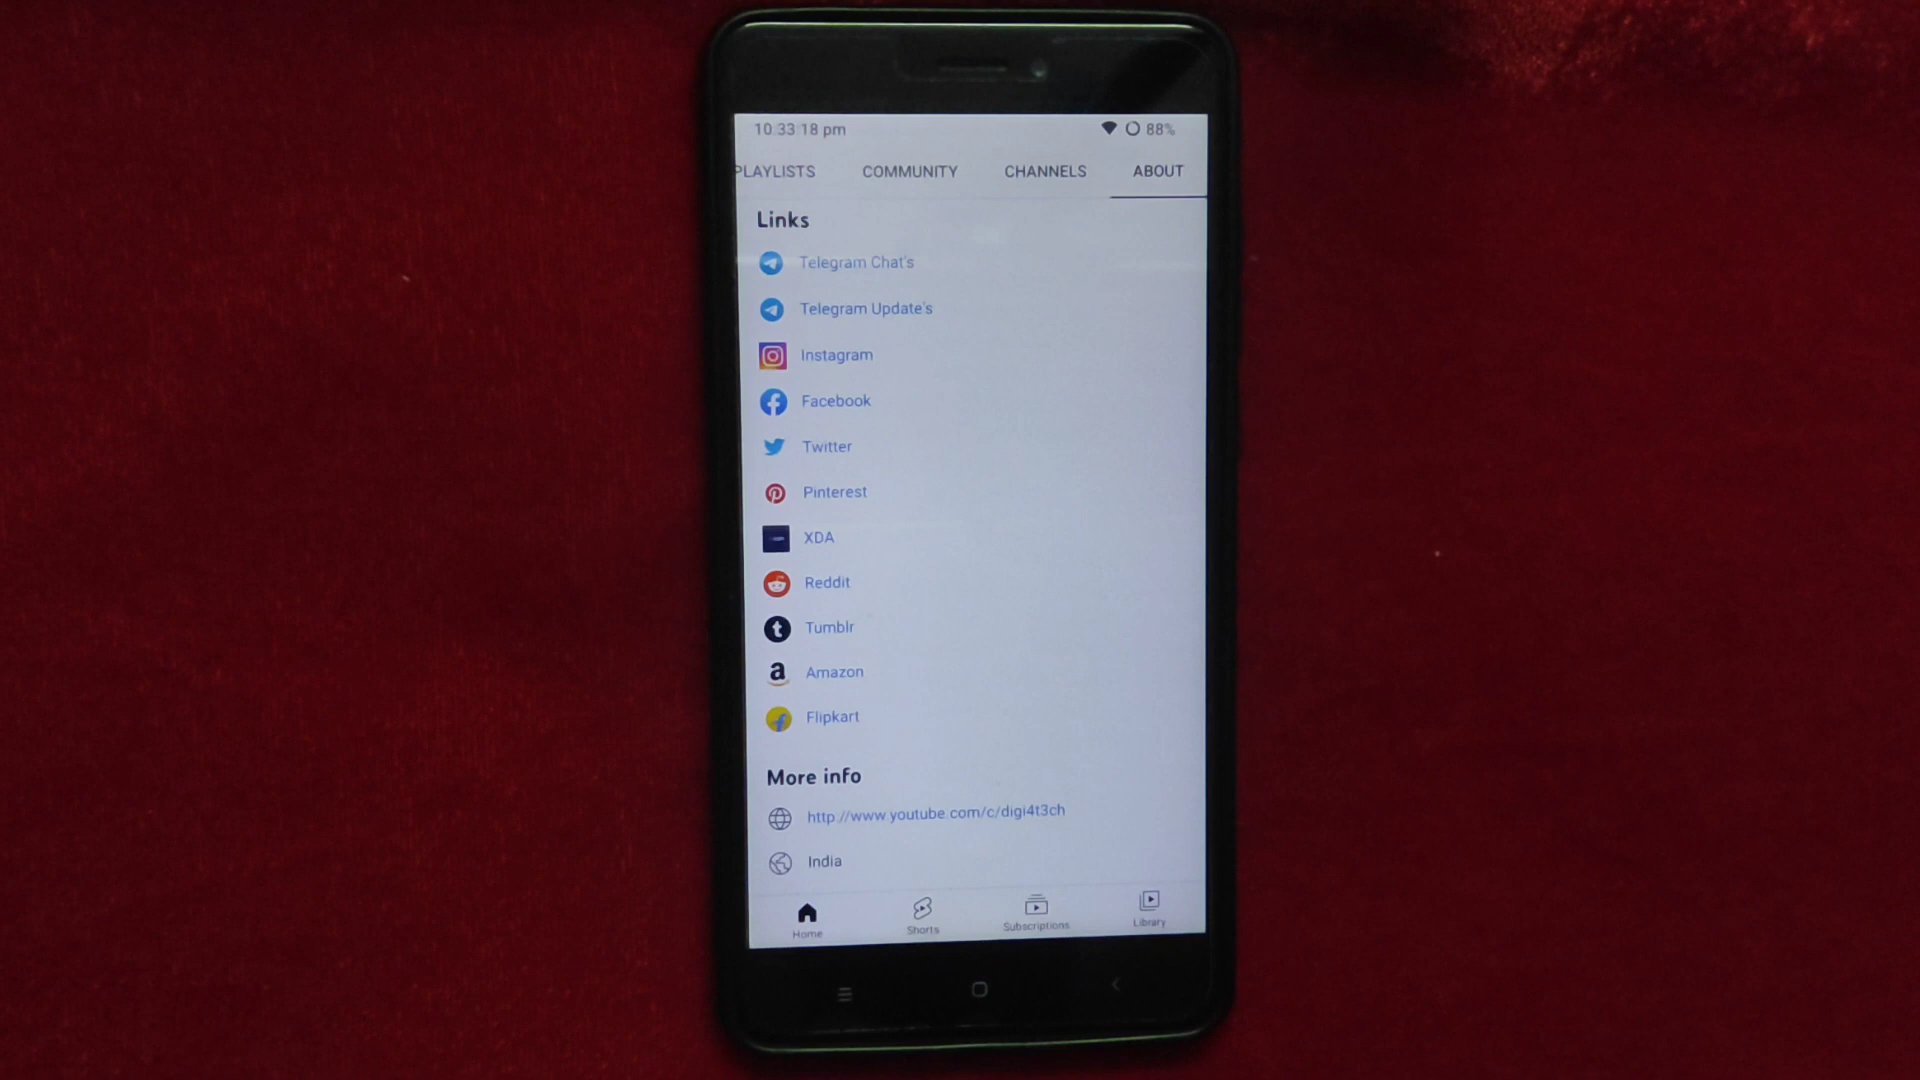 10:33:18 pm 88%
PLAYLISTS COMMUNITY CHANNELS ABOUT
Links
Telegram Chat's
Telegram Update's
Instagram
Facebook
Twitter
Pinterest
XDA
Reddit
Tumblr
Amazon
Flipkart
More info
http://www.youtube.com/c/digi4t3ch
India
Home Shorts Subscriptions Library